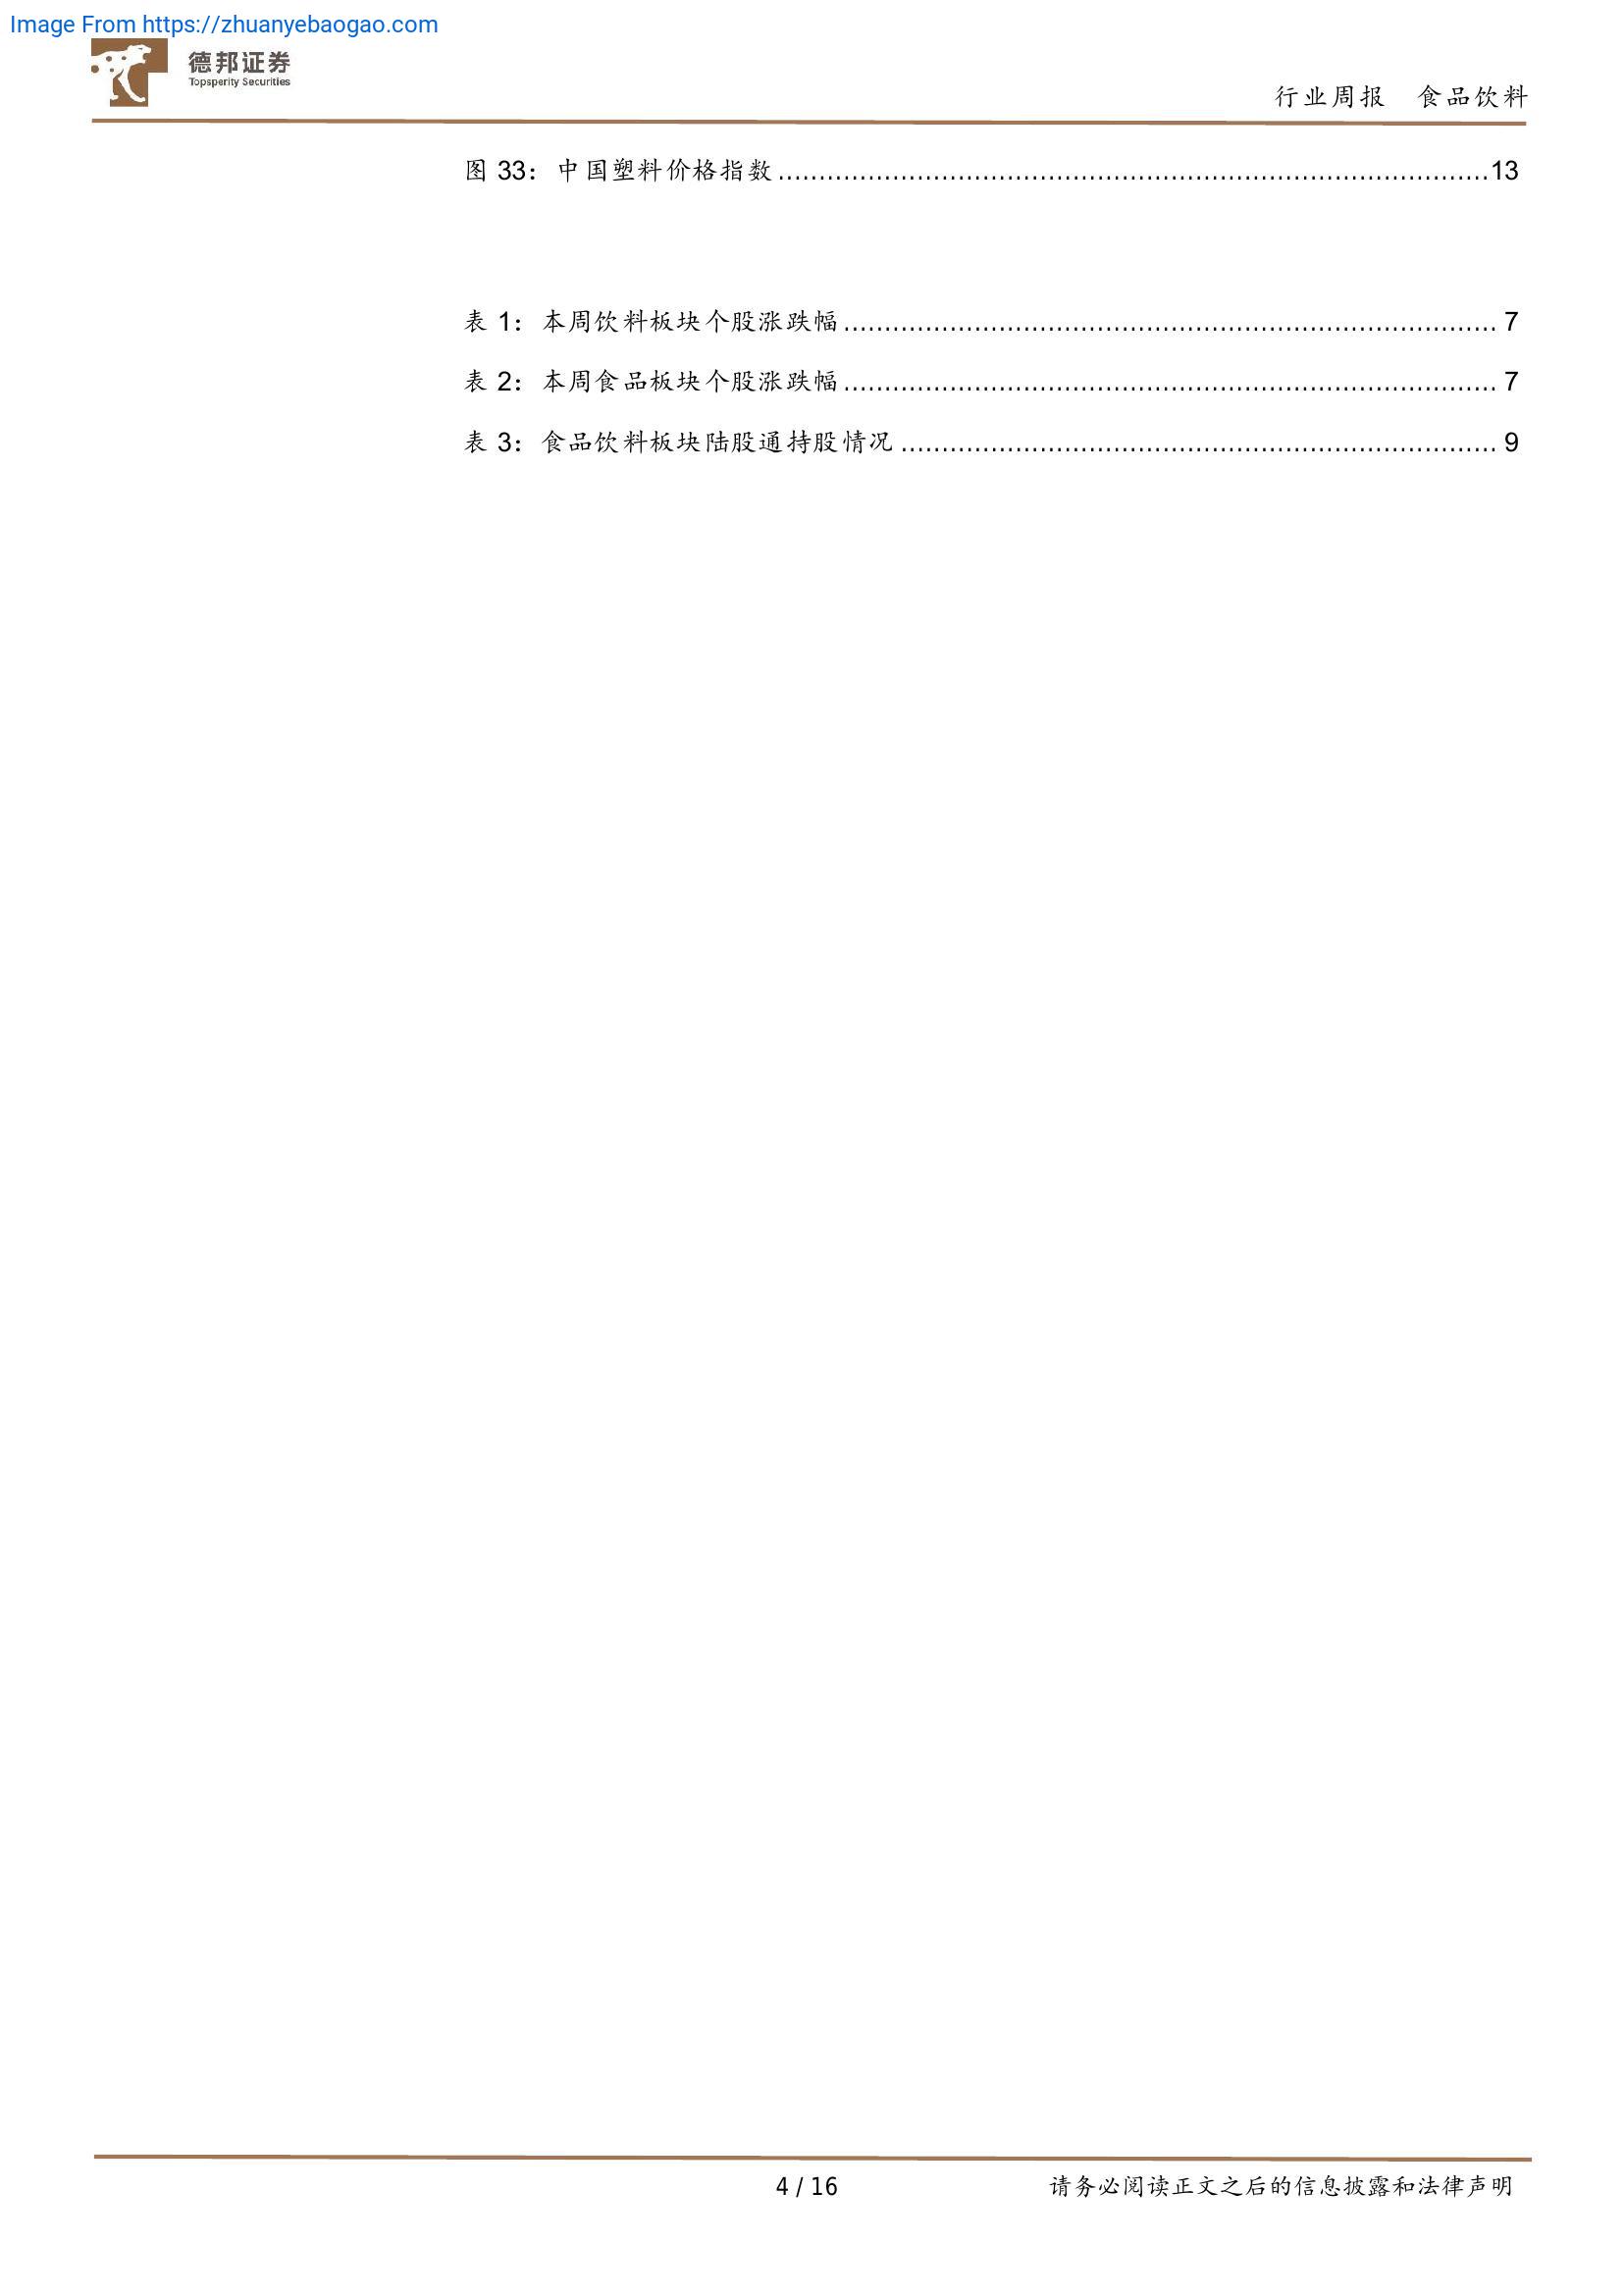 Image From https://zhuanyebaogao.com
德邦证券
Topsperity Securities
行业周报 食品饮料
图 33：中国塑料价格指数........................................................................................13
表 1：本周饮料板块个股涨跌幅................................................................................. 7
表 2：本周食品板块个股涨跌幅................................................................................. 7
表 3：食品饮料板块陆股通持股情况.......................................................................... 9
4 / 16
请务必阅读正文之后的信息披露和法律声明